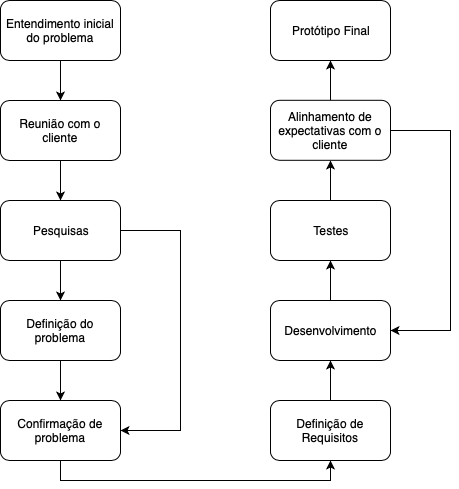 Entendimento inicial
do problema
Reunião com o
cliente
Pesquisas
Definição do
problema
Confirmação de
problema
Definição de
Requisitos
Desenvolvimento
Testes
Alinhamento de
expectativas com o
cliente
Protótipo Final